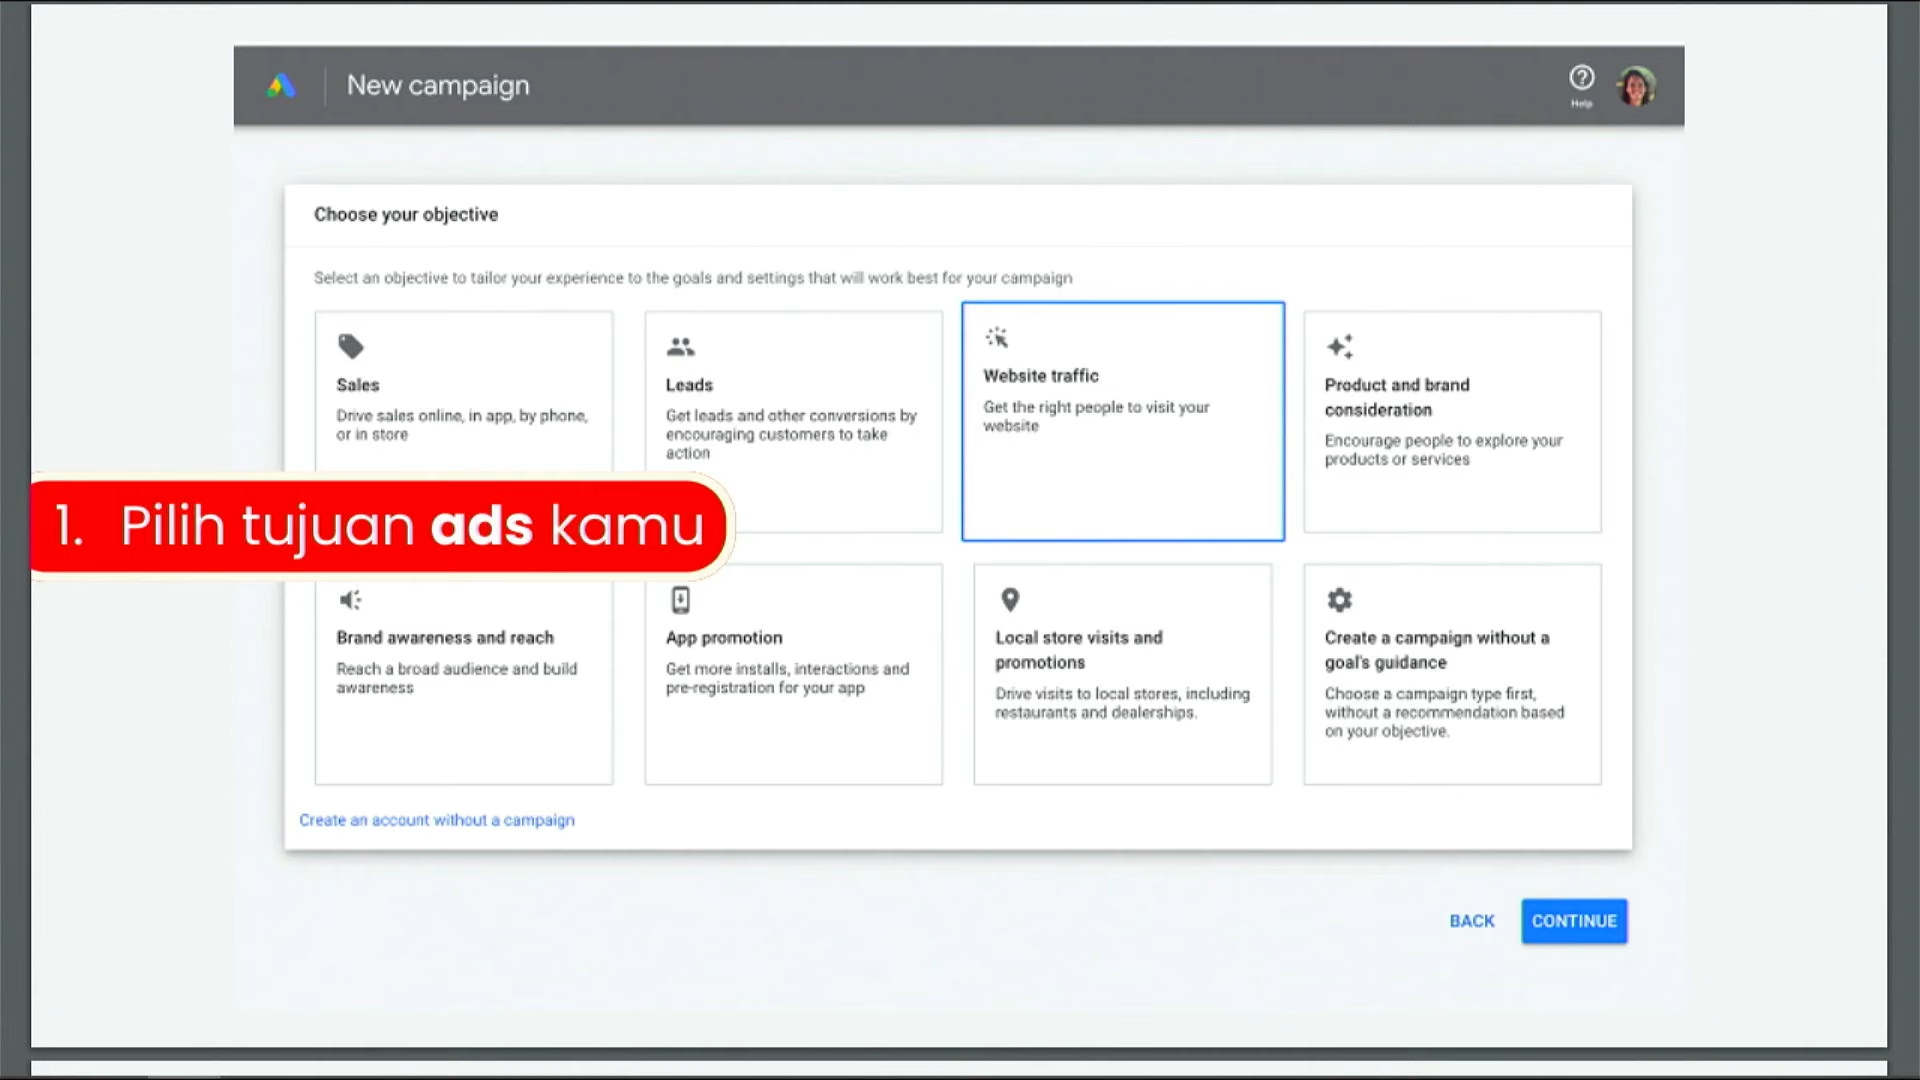 New campaign
Help
Choose your objective
Select an objective to tailor your experience to the goals and settings that will work best for your campaign
Sales
Drive sales online, in app, by phone,
or in store
Leads
Get leads and other conversions by
encouraging customers to take
action
Website traffic
Get the right people to visit your
website
Product and brand
consideration
Encourage people to explore your
products or services
1. Pilih tujuan ads kamu
Brand awareness and reach
Reach a broad audience and build
awareness
App promotion
Get more installs, interactions and
pre-registration for your app
Local store visits and
promotions
Drive visits to local stores, including
restaurants and dealerships.
Create a campaign without a
goal's guidance
Choose a campaign type first,
without a recommendation based
on your objective.
Create an account without a campaign
BACK
CONTINUE